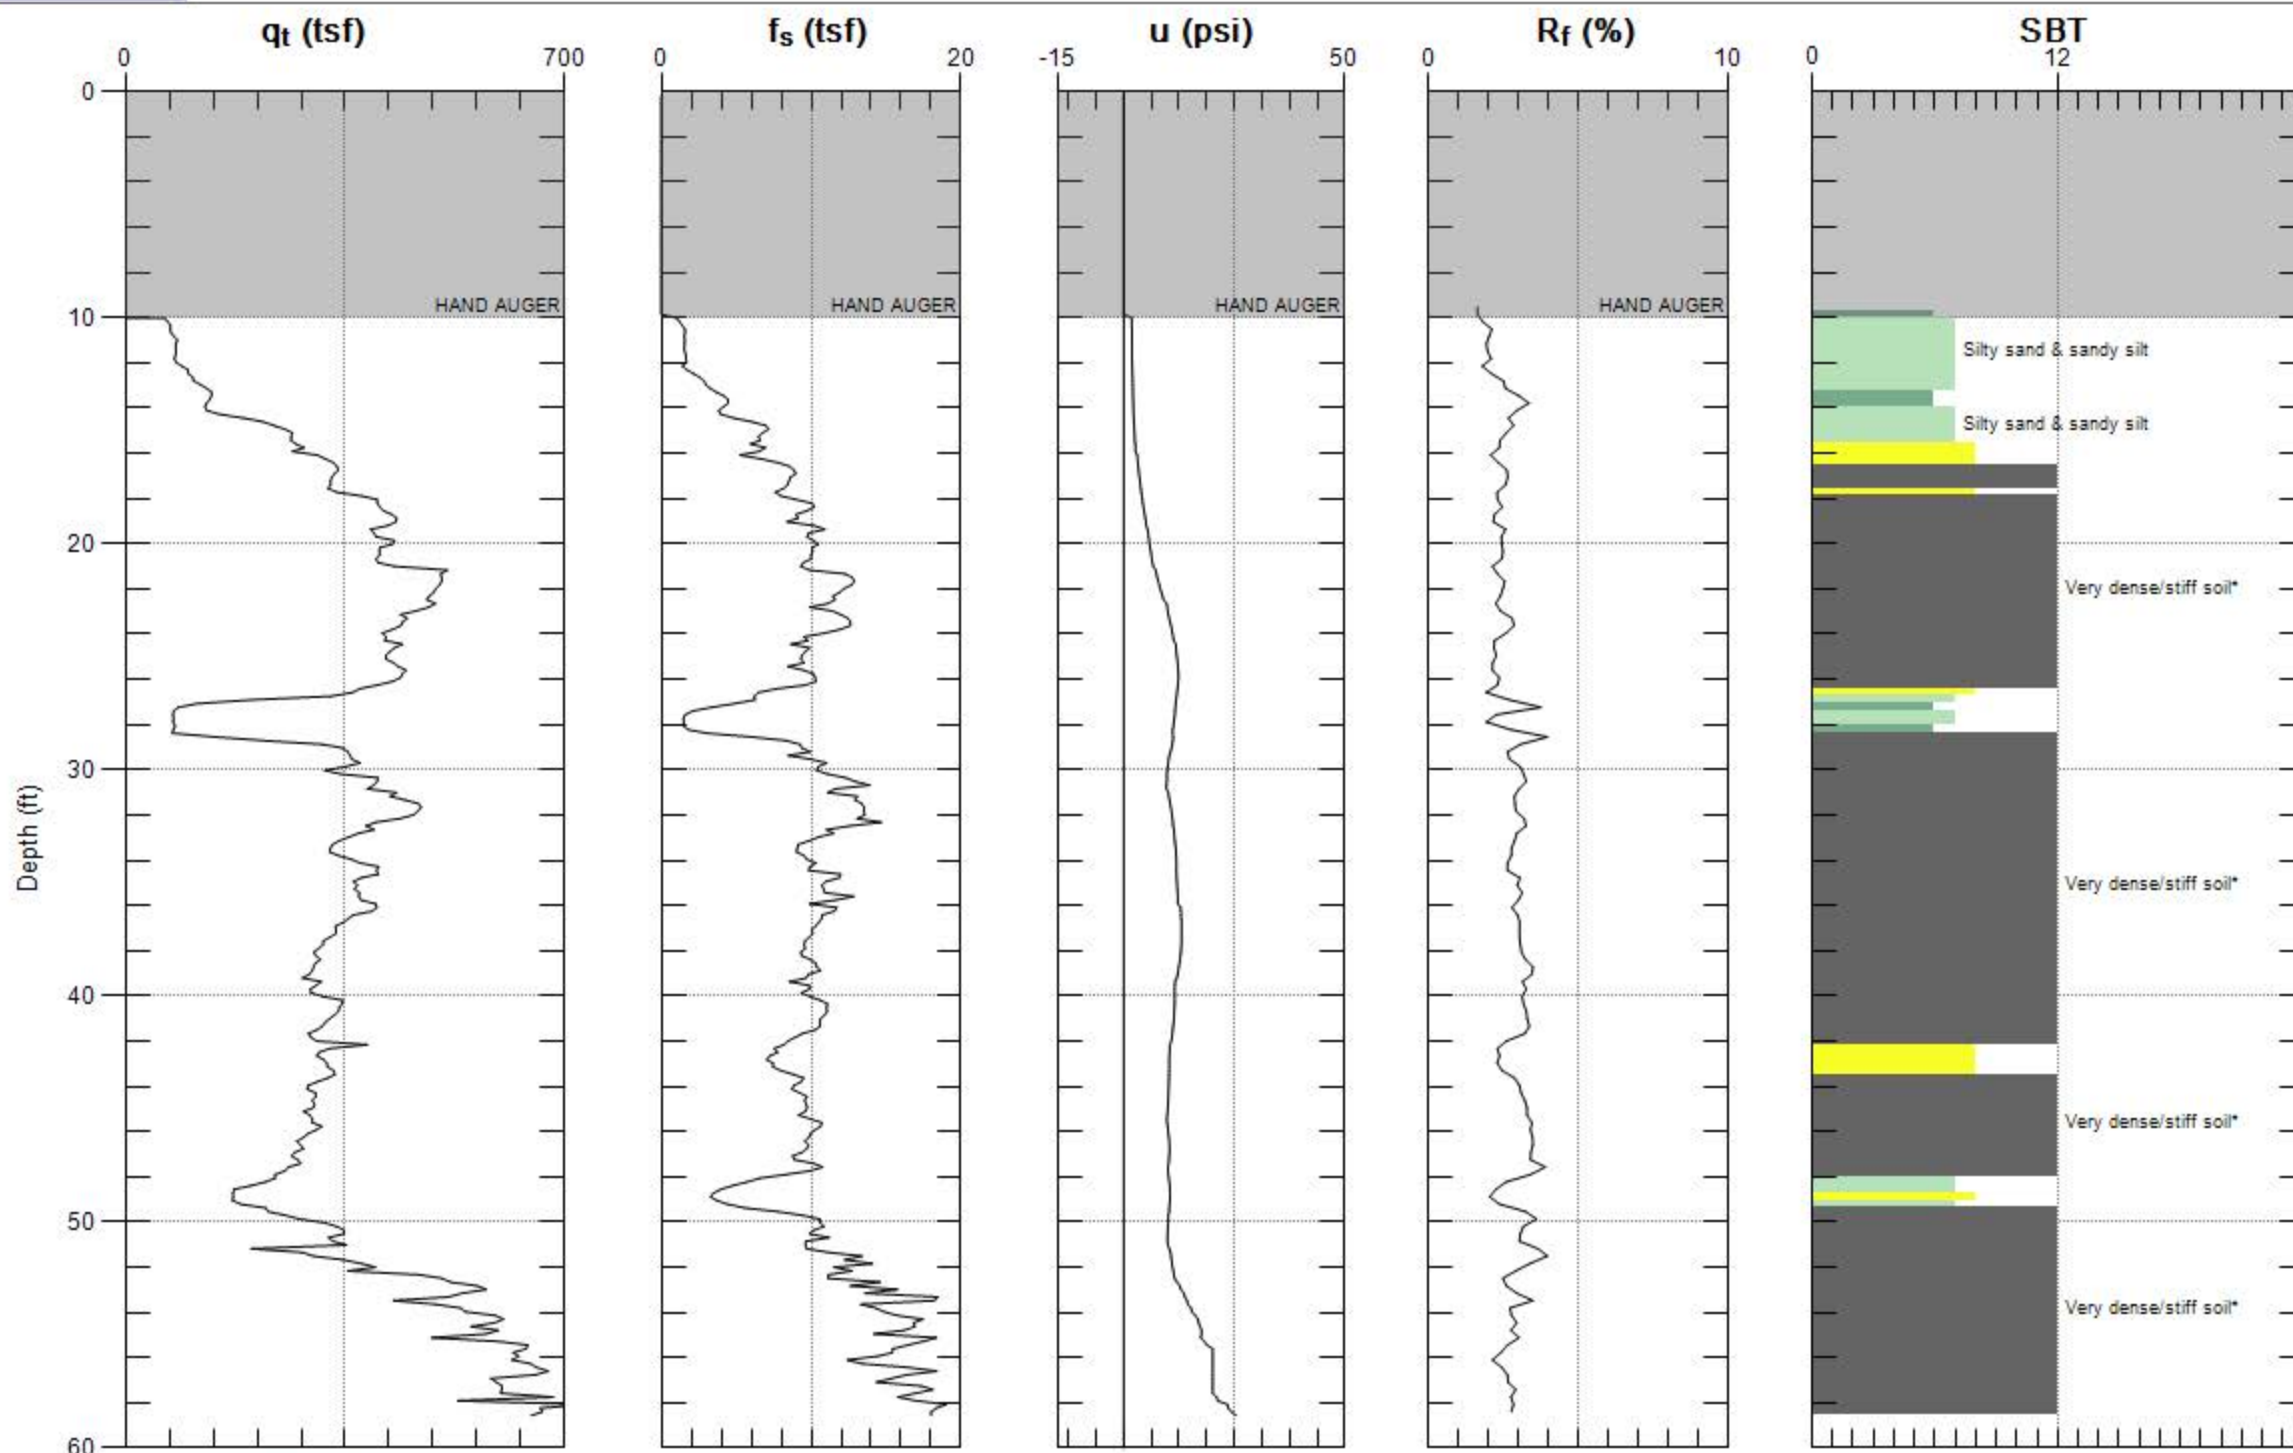 qt (tsf) fs (tsf) u (psi) Rf (%) SBT
0 700 0 20 -15 50 0 10 0 12
0
HAND AUGER HAND AUGER HAND AUGER HAND AUGER
10
Silty sand & sandy silt
Silty sand & sandy silt
20
Very dense/stiff soil*
30
Depth (ft)
Very dense/stiff soil*
40
Very dense/stiff soil*
50
Very dense/stiff soil*
60